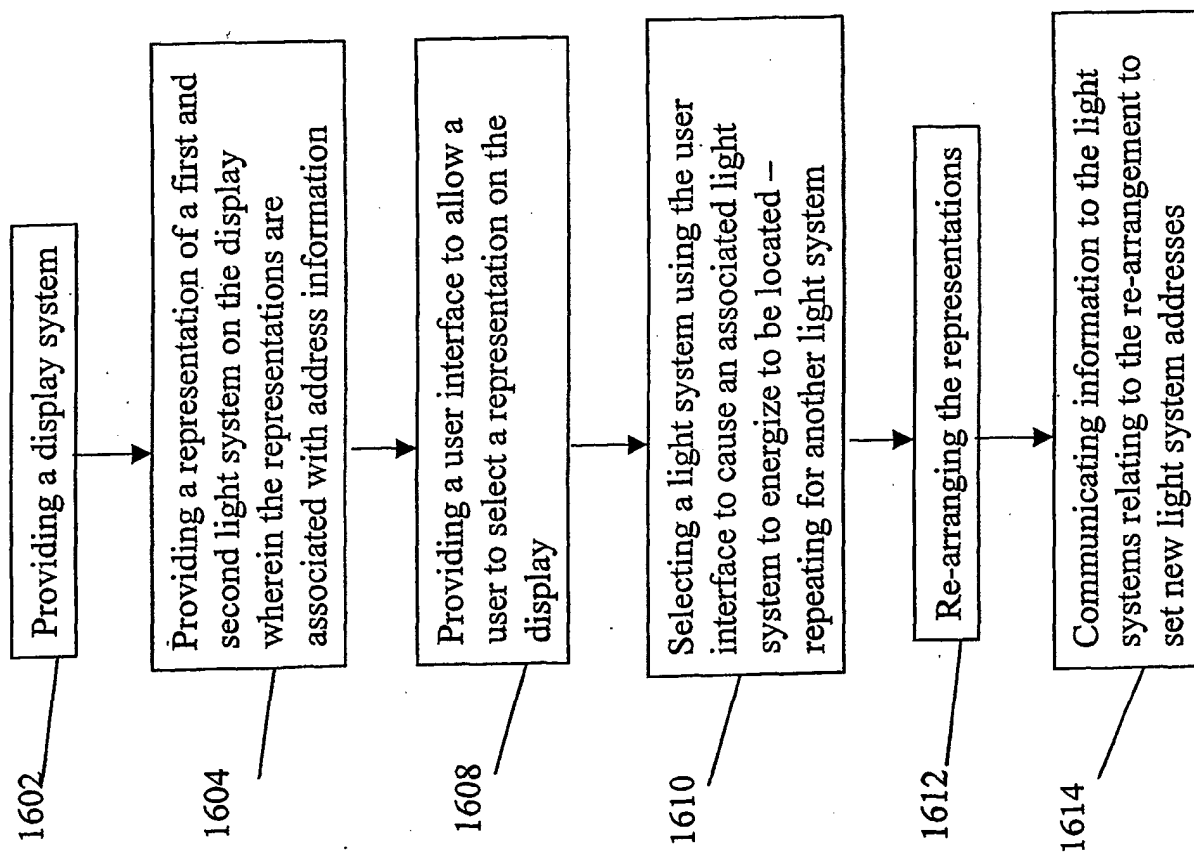 1602
Providing a display system
1604
Providing a representation of a first and
second light system on the display
wherein the representations are
associated with address information
1608
Providing a user interface to allow a
user to select a representation on the
display
1610
Selecting a light system using the user
interface to cause an associated light
system to energize to be located –
repeating for another light system
1612
Re-arranging the representations
1614
Communicating information to the light
systems relating to the re-arrangement to
set new light system addresses